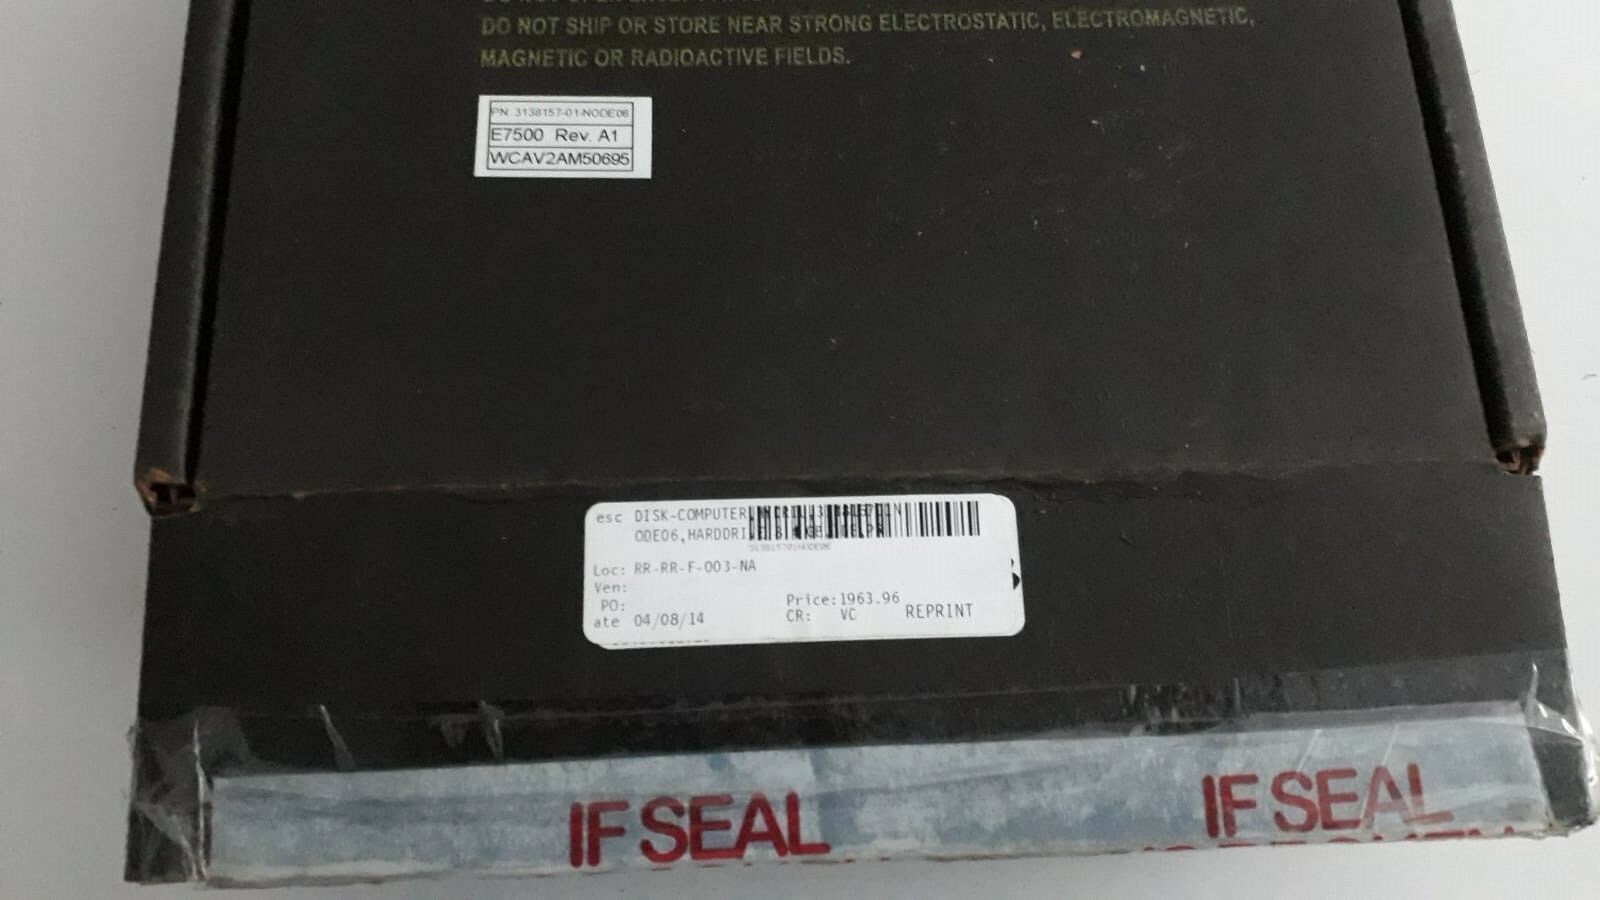 DO NOT SHIP OR STORE NEAR STRONG ELECTROSTATIC, ELECTROMAGNETIC,
MAGNETIC OR RADIOACTIVE FIELDS.
PN: 3138157-01-NODE06
E7500 Rev. A1
WCAV2AM50695
esc DISK-COMPUTER
ODE06,HARDDRI
313815701NODE06
Loc: RR-RR-F-003-NA
Ven:
PO:
Price:1963.96
ate 04/08/14 CR: VC REPRINT
IF SEAL IF SEAL